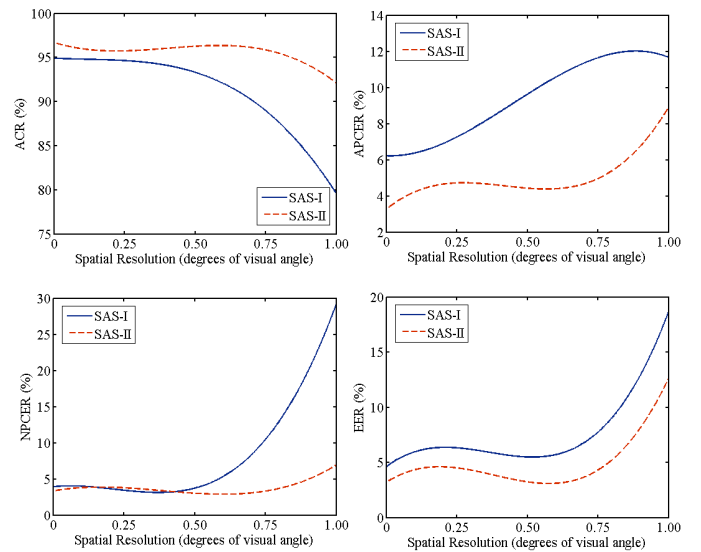 100
95
90
85
80
75
ACR (%)
SAS-I
SAS-II
0
0.25
0.50
0.75
1.00
Spatial Resolution (degrees of visual angle)
14
12
10
8
6
4
2
APCER (%)
SAS-I
SAS-II
0
0.25
0.50
0.75
1.00
Spatial Resolution (degrees of visual angle)
30
25
20
15
10
5
0
NPCER (%)
SAS-I
SAS-II
0
0.25
0.50
0.75
1.00
Spatial Resolution (degrees of visual angle)
20
15
10
5
0
EER (%)
SAS-I
SAS-II
0
0.25
0.50
0.75
1.00
Spatial Resolution (degrees of visual angle)